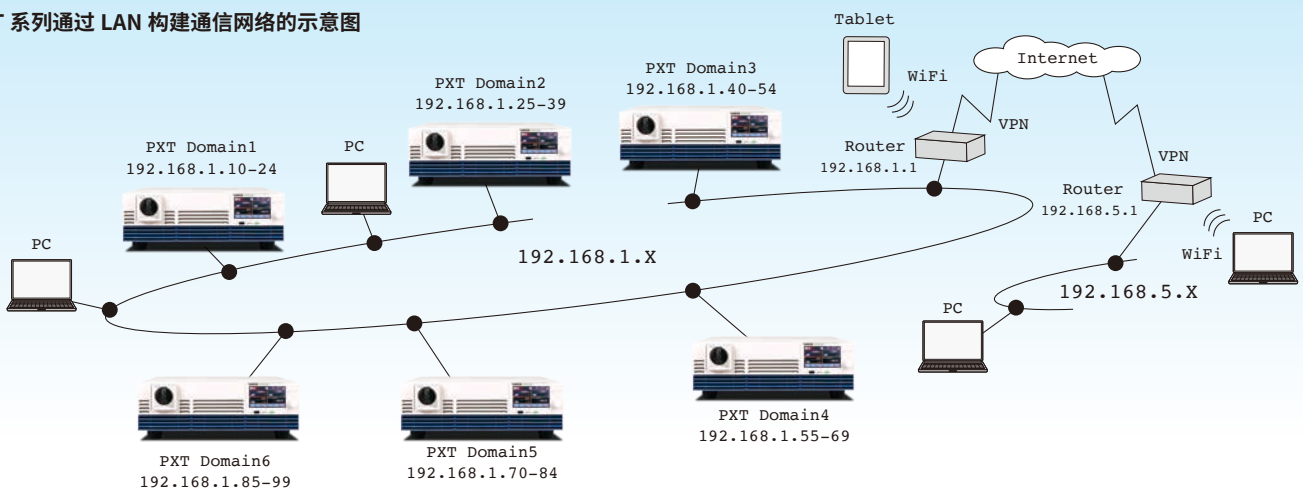 系列通过 LAN 构建通信网络的示意图
Tablet
WiFi
Internet
VPN
Router
192.168.1.1
VPN
Router
192.168.5.1
WiFi
PC
PXT Domain3
192.168.1.40-54
PXT Domain2
192.168.1.25-39
PXT Domain1
192.168.1.10-24
PC
PC
192.168.1.X
192.168.5.X
PC
PXT Domain4
192.168.1.55-69
PXT Domain5
192.168.1.70-84
PXT Domain6
192.168.1.85-99